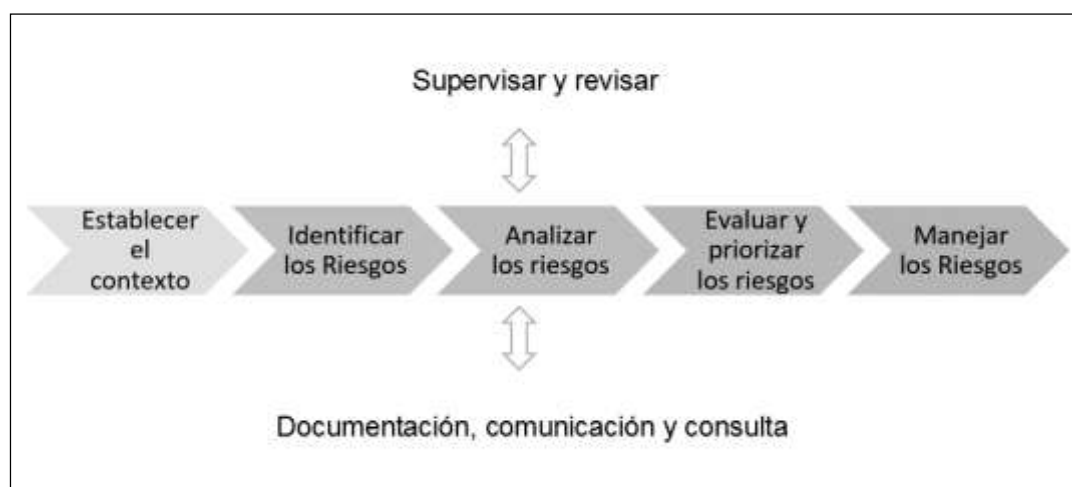 Supervisar y revisar
Establecer
el
contexto
Identificar
los Riesgos
Analizar
los riesgos
Evaluar y
priorizar
los riesgos
Manejar
los Riesgos
Documentación, comunicación y consulta